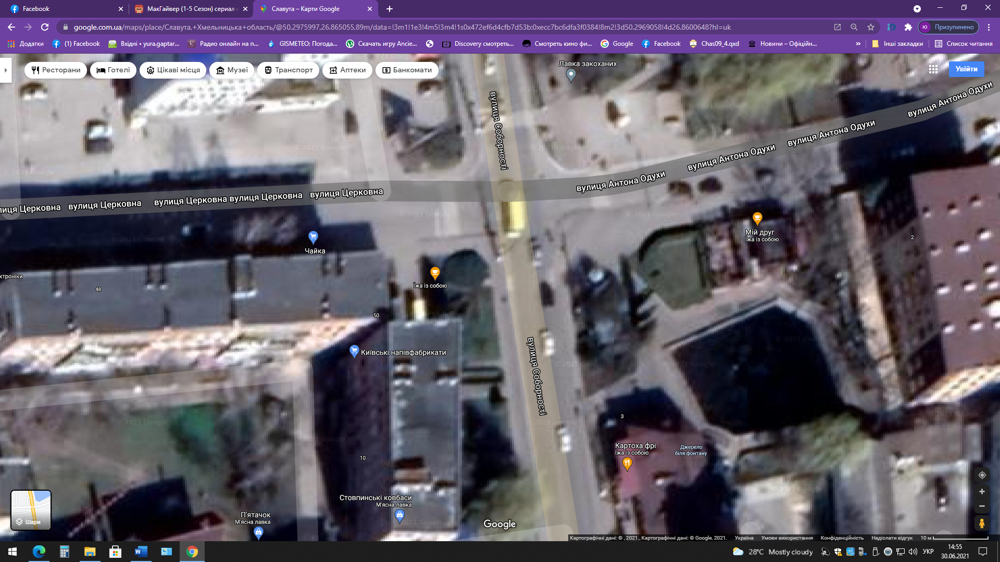 Facebook
МакГайвер (1-5 Сезон) сериал
Славута – Карти Google
google.com.ua/maps/place/Славута,+Хмельницька+область/@50.2975997,26.865055,89m/data=!3m1!1e3!4m5!3m4!1s0x472ef6d4cfb7d53b:0xecc7bc6dfa3f0384!8m2!3d50.2969058!4d26.8600648?hl=uk
Ю Призупинено
Додатки
(1) Facebook
Вхідні • yura.gaptar...
Радио онлайн на п...
GISMETEO: Погода...
Скачать игру Ancie...
Discovery смотреть...
Смотреть кино фи...
Google
Facebook
Chas09_4.qxd
Новини – Офіційн...
»
Інші закладки
Список читання
Ресторани
Готелі
Цікаві місця
Музеї
Транспорт
Аптеки
Банкомати
Лавка закоханих
Увійти
вулиця Антона Одухи
вулиця Антона Одухи
вулиця Антона Одухи
вулиця Антона Одухи
вулиця Соборності
вулиця Церковна
вулиця Церковна
вулиця Церковна
вулиця Церковна
лиця Церковна
Мій друг
Їжа із собою
2
Чайка
ктроніки
48
Їжа із собою
50
Київські напівфабрикати
вулиця Соборності
3
Картоха фрі
Їжа із собою
Джерело
біля фонтану
10
Стовпинські ковбаси
М'ясна лавка
П'ятачок
М'ясна лавка
Шари
Google
© 2021 Google
Картографічні дані: © , 2021., Картографічні дані: © Google, 2021.
Україна
Умови використання
Конфіденційність
Надіслати відгук
10 м
28°C Mostly cloudy
УКР
14:55
30.06.2021